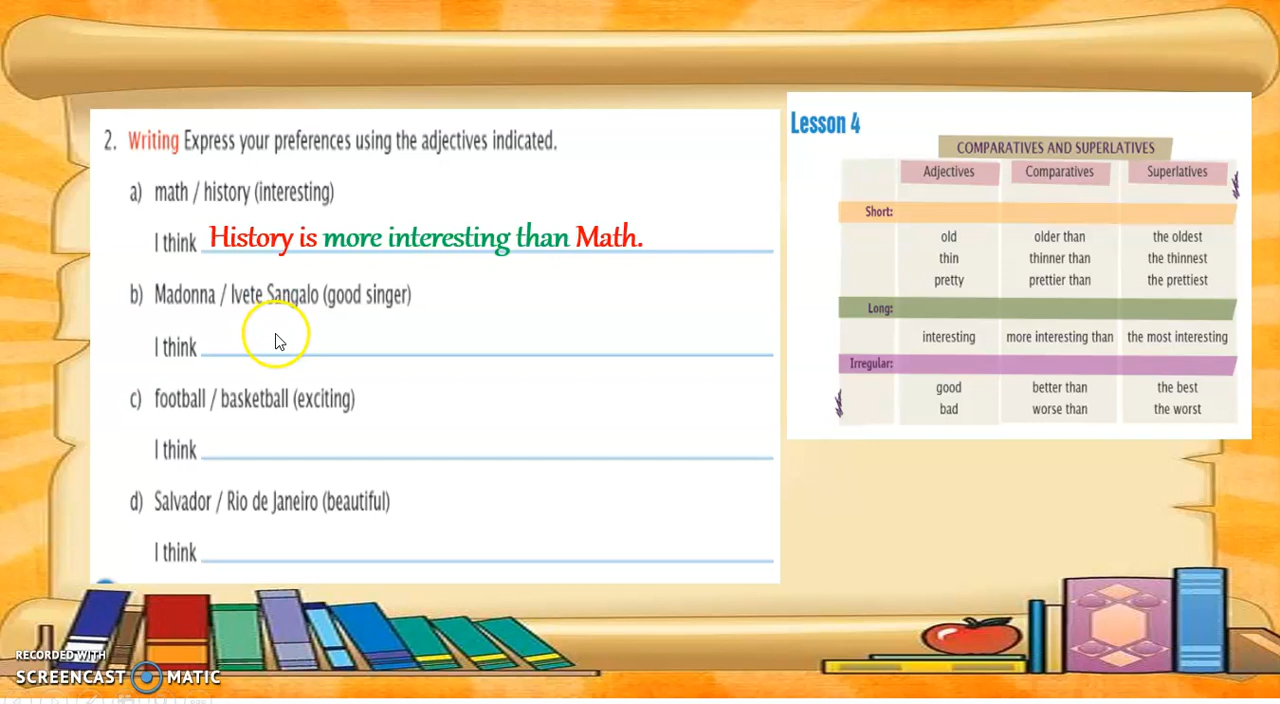 2. Writing Express your preferences using the adjectives indicated.
a) math / history (interesting)
I think History is more interesting than Math.
b) Madonna / Ivete Sangalo (good singer)
I think
c) football / basketball (exciting)
I think
d) Salvador / Rio de Janeiro (beautiful)
I think
Lesson 4
COMPARATIVES AND SUPERLATIVES
Adjectives Comparatives Superlatives
Short:
old older than the oldest
thin thinner than the thinnest
pretty prettier than the prettiest
Long:
interesting more interesting than the most interesting
Irregular:
good better than the best
bad worse than the worst
RECORDED WITH
SCREENCAST MATIC